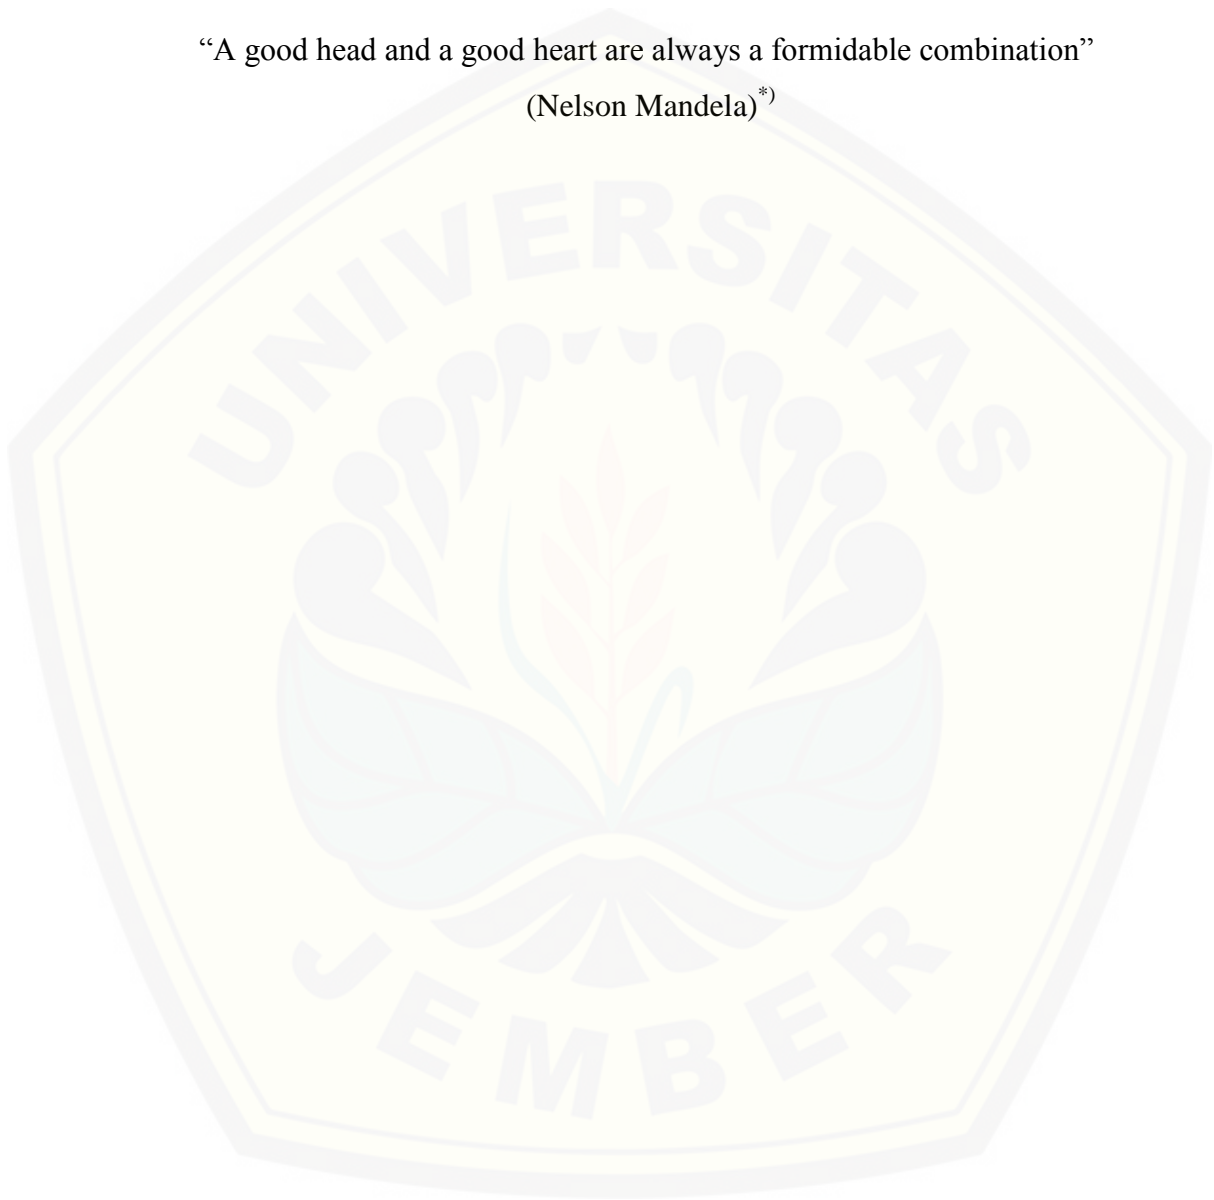 “A good head and a good heart are always a formidable combination”
(Nelson Mandela)*)
UNIVERSITAS
JEMBER